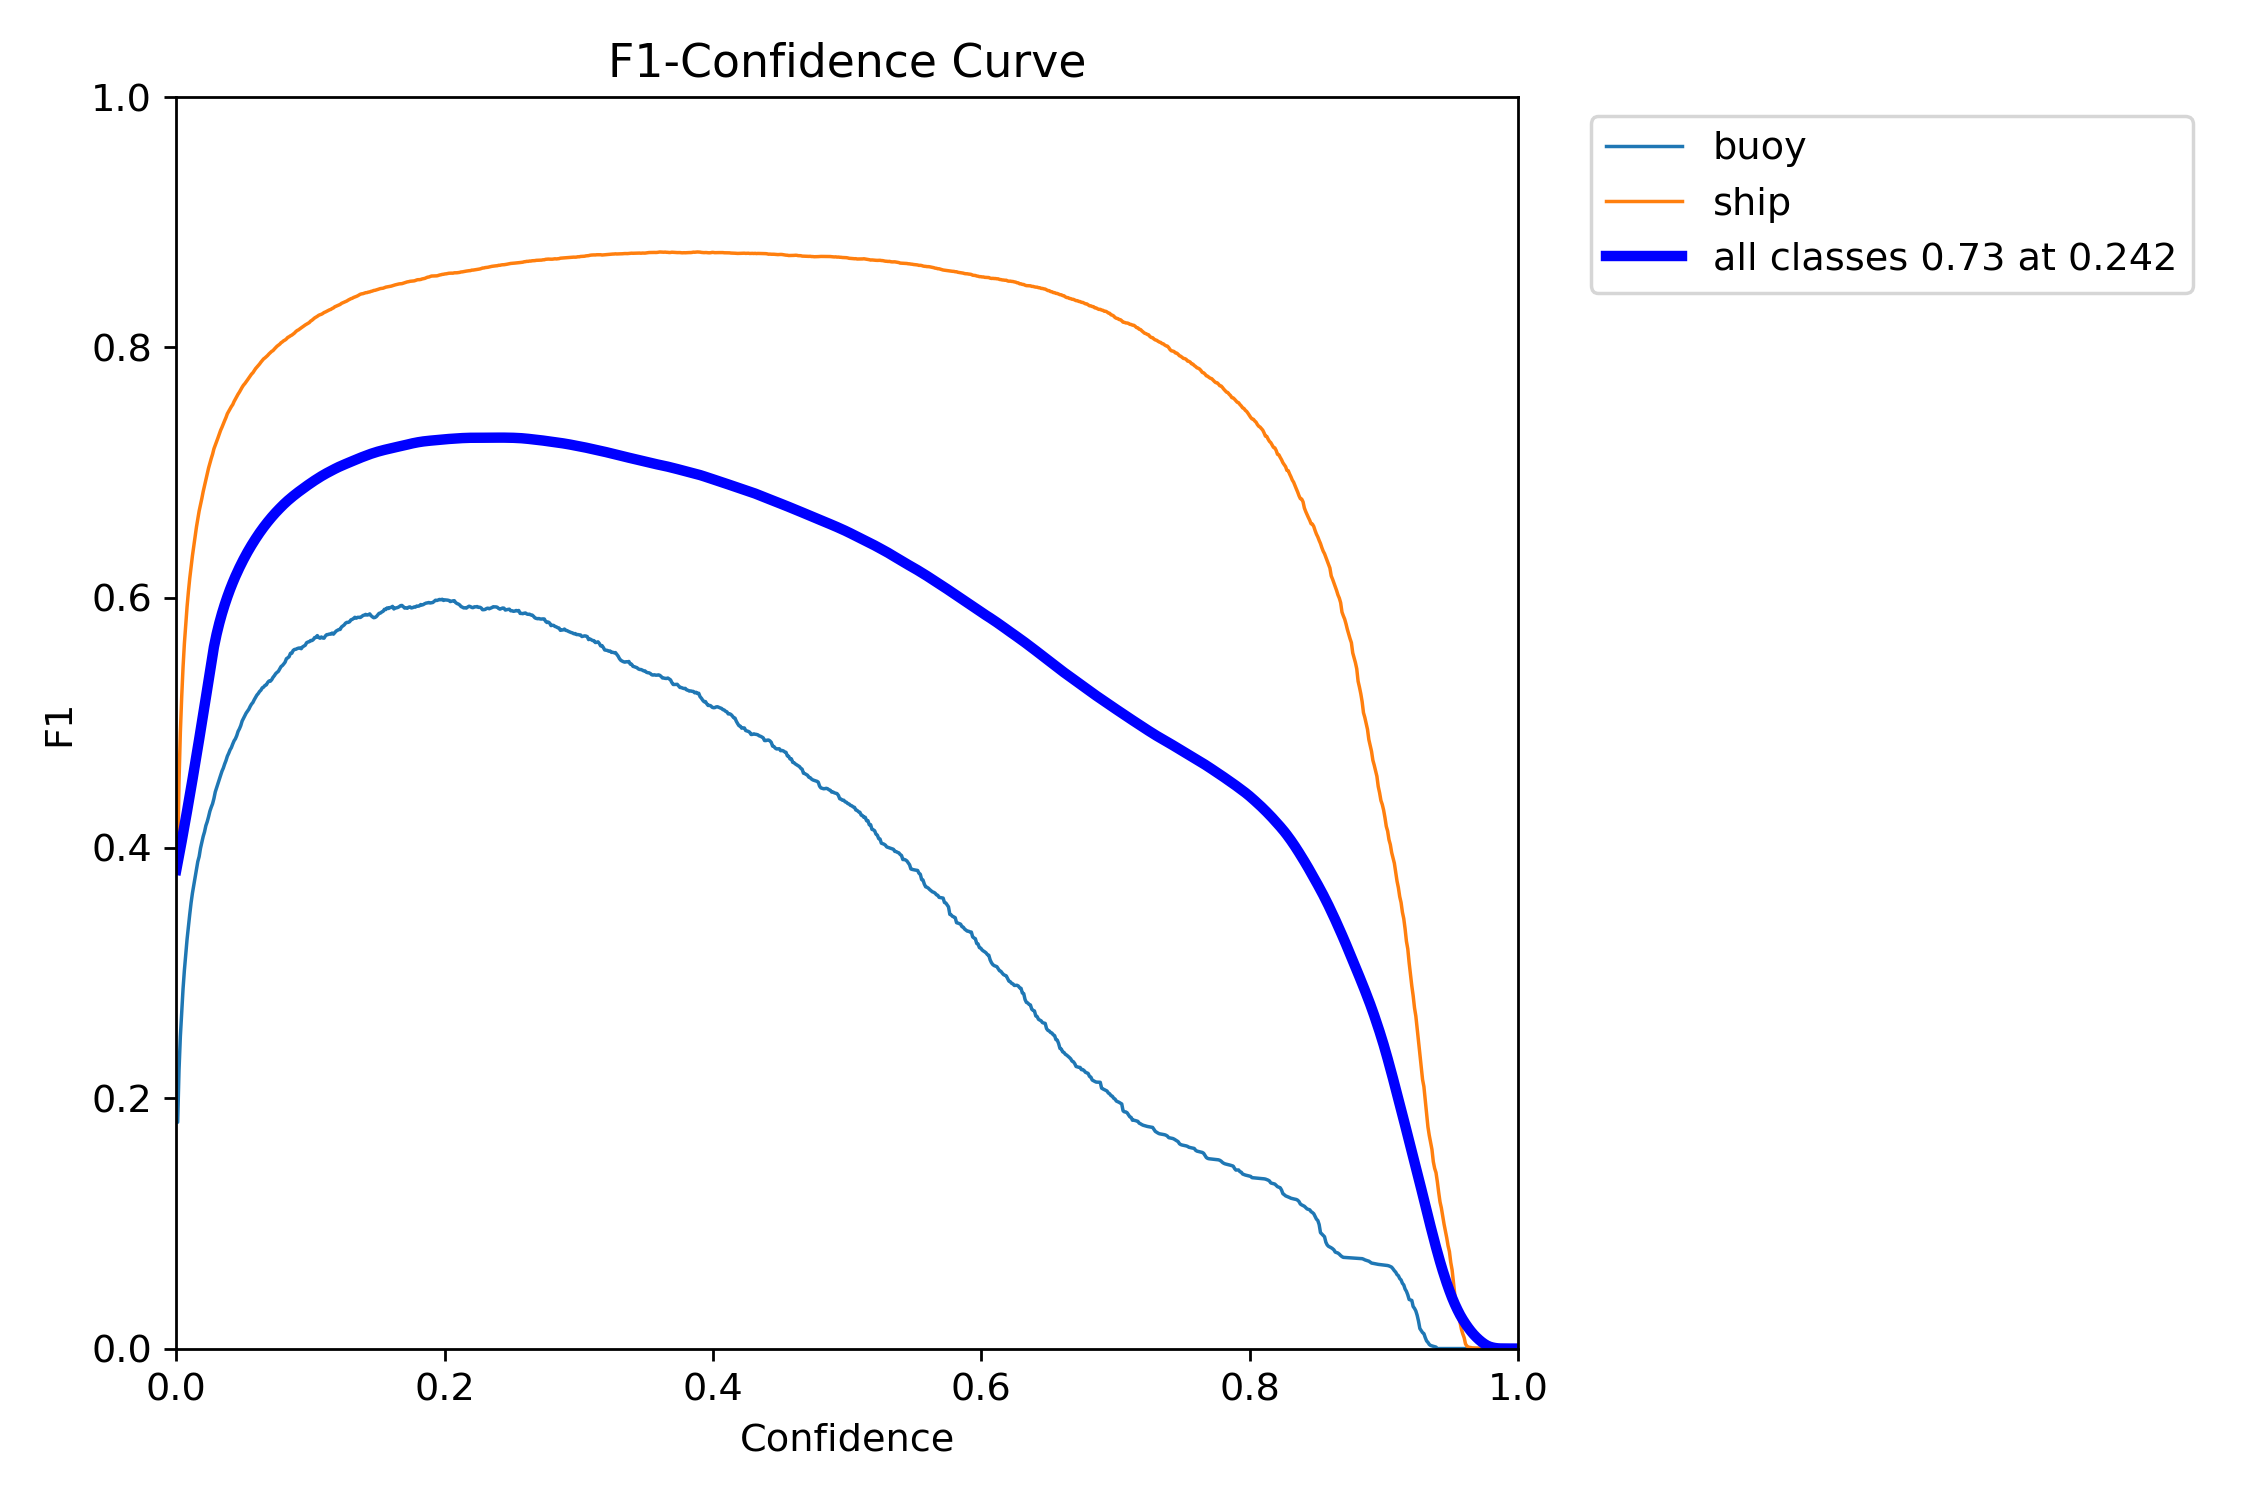 F1-Confidence Curve
1.0
0.8
0.6
0.4
0.2
0.0
F1
0.0 0.2 0.4 0.6 0.8 1.0
Confidence
buoy
ship
all classes 0.73 at 0.242